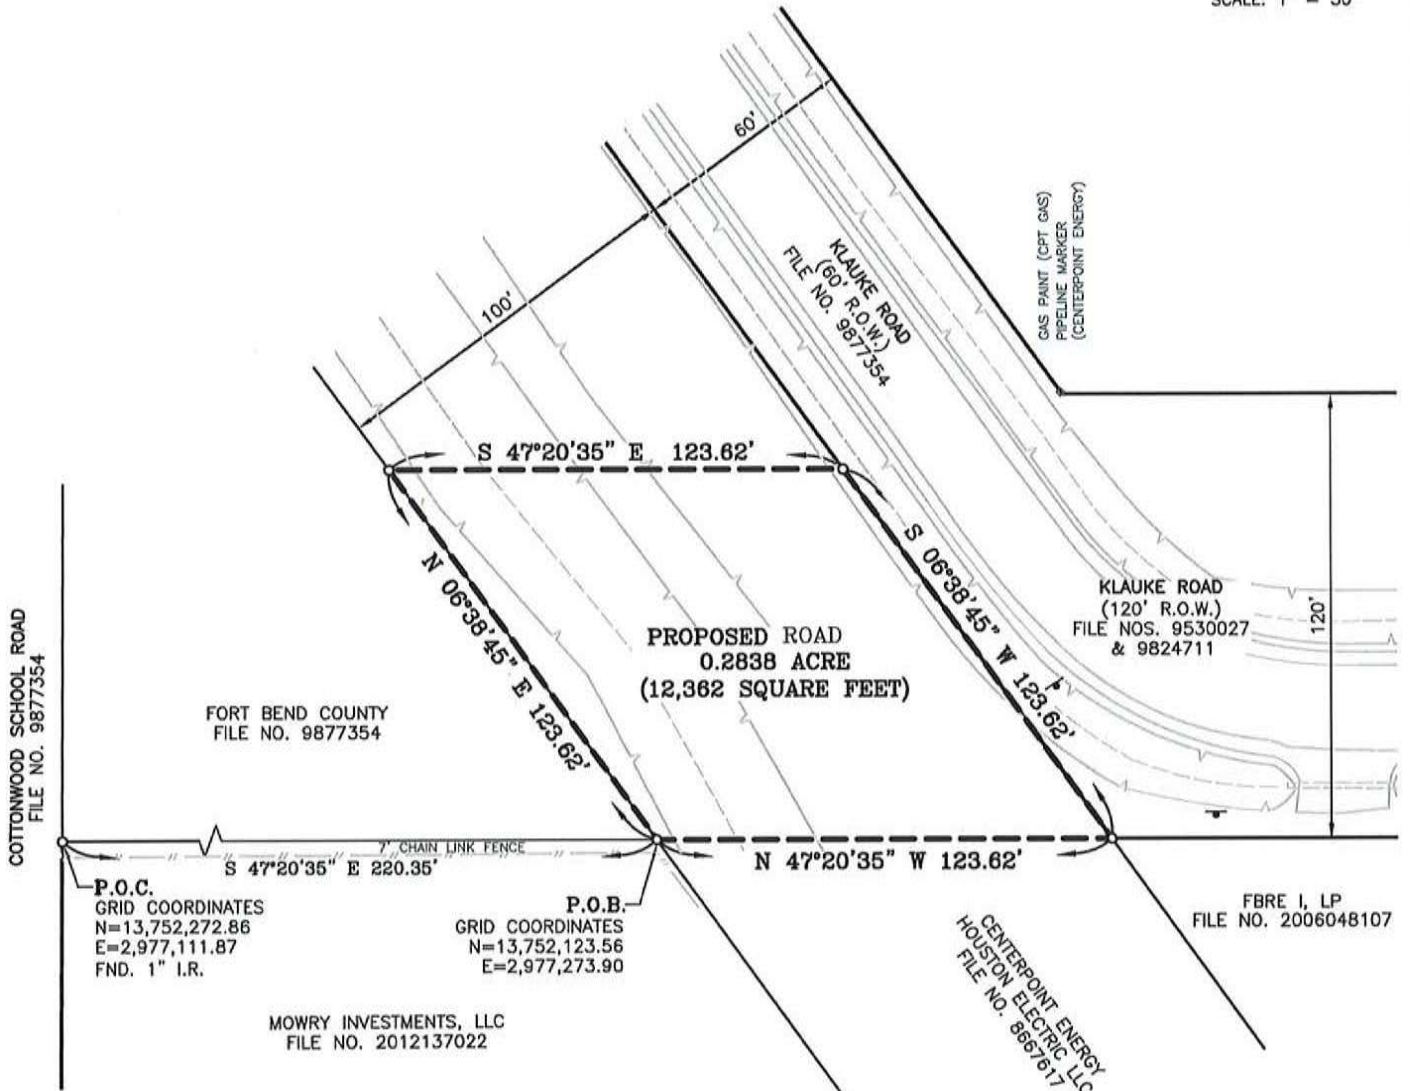 SCALE: 1" = 50'
60'
100'
KLAUKE ROAD
(60' R.O.W.)
FILE NO. 9877354
GAS PAINT (CPT GAS)
PIPELINE MARKER
(CENTERPOINT ENERGY)
S 47°20'35" E 123.62'
N 06°38'45" E 123.62'
S 06°38'45" W 123.62'
KLAUKE ROAD
(120' R.O.W.)
FILE NOS. 9530027
& 9824711
120'
PROPOSED ROAD
0.2838 ACRE
(12,362 SQUARE FEET)
COTTONWOOD SCHOOL ROAD
FILE NO. 9877354
FORT BEND COUNTY
FILE NO. 9877354
7' CHAIN LINK FENCE
S 47°20'35" E 220.35'
N 47°20'35" W 123.62'
P.O.C.
GRID COORDINATES
N=13,752,272.86
E=2,977,111.87
FND. 1" I.R.
P.O.B.
GRID COORDINATES
N=13,752,123.56
E=2,977,273.90
FBRE I, LP
FILE NO. 2006048107
CENTERPOINT ENERGY
HOUSTON ELECTRIC LLC
FILE NO. 8667617
MOWRY INVESTMENTS, LLC
FILE NO. 2012137022